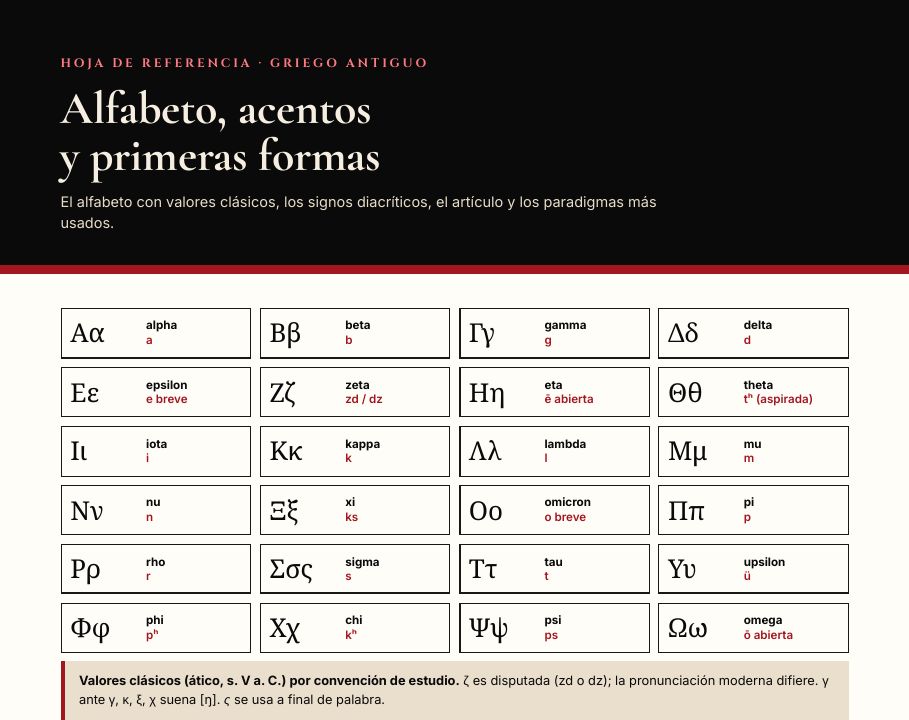 HOJA DE REFERENCIA · GRIEGO ANTIGUO
Alfabeto, acentos
y primeras formas
El alfabeto con valores clásicos, los signos diacríticos, el artículo y los paradigmas más
usados.
Αα alpha a
Ββ beta b
Γγ gamma g
Δδ delta d
Εε epsilon e breve
Ζζ zeta zd / dz
Ηη eta ē abierta
Θθ theta tʰ (aspirada)
Ιι iota i
Κκ kappa k
Λλ lambda l
Μμ mu m
Νν nu n
Ξξ xi ks
Οο omicron o breve
Ππ pi p
Ρρ rho r
Σσς sigma s
Ττ tau t
Υυ upsilon ü
Φφ phi pʰ
Χχ chi kʰ
Ψψ psi ps
Ωω omega ō abierta
Valores clásicos (ático, s. V a. C.) por convención de estudio. ζ es disputada (zd o dz); la pronunciación moderna difiere. γ
ante γ, κ, ξ, χ suena [ŋ]. ς se usa a final de palabra.